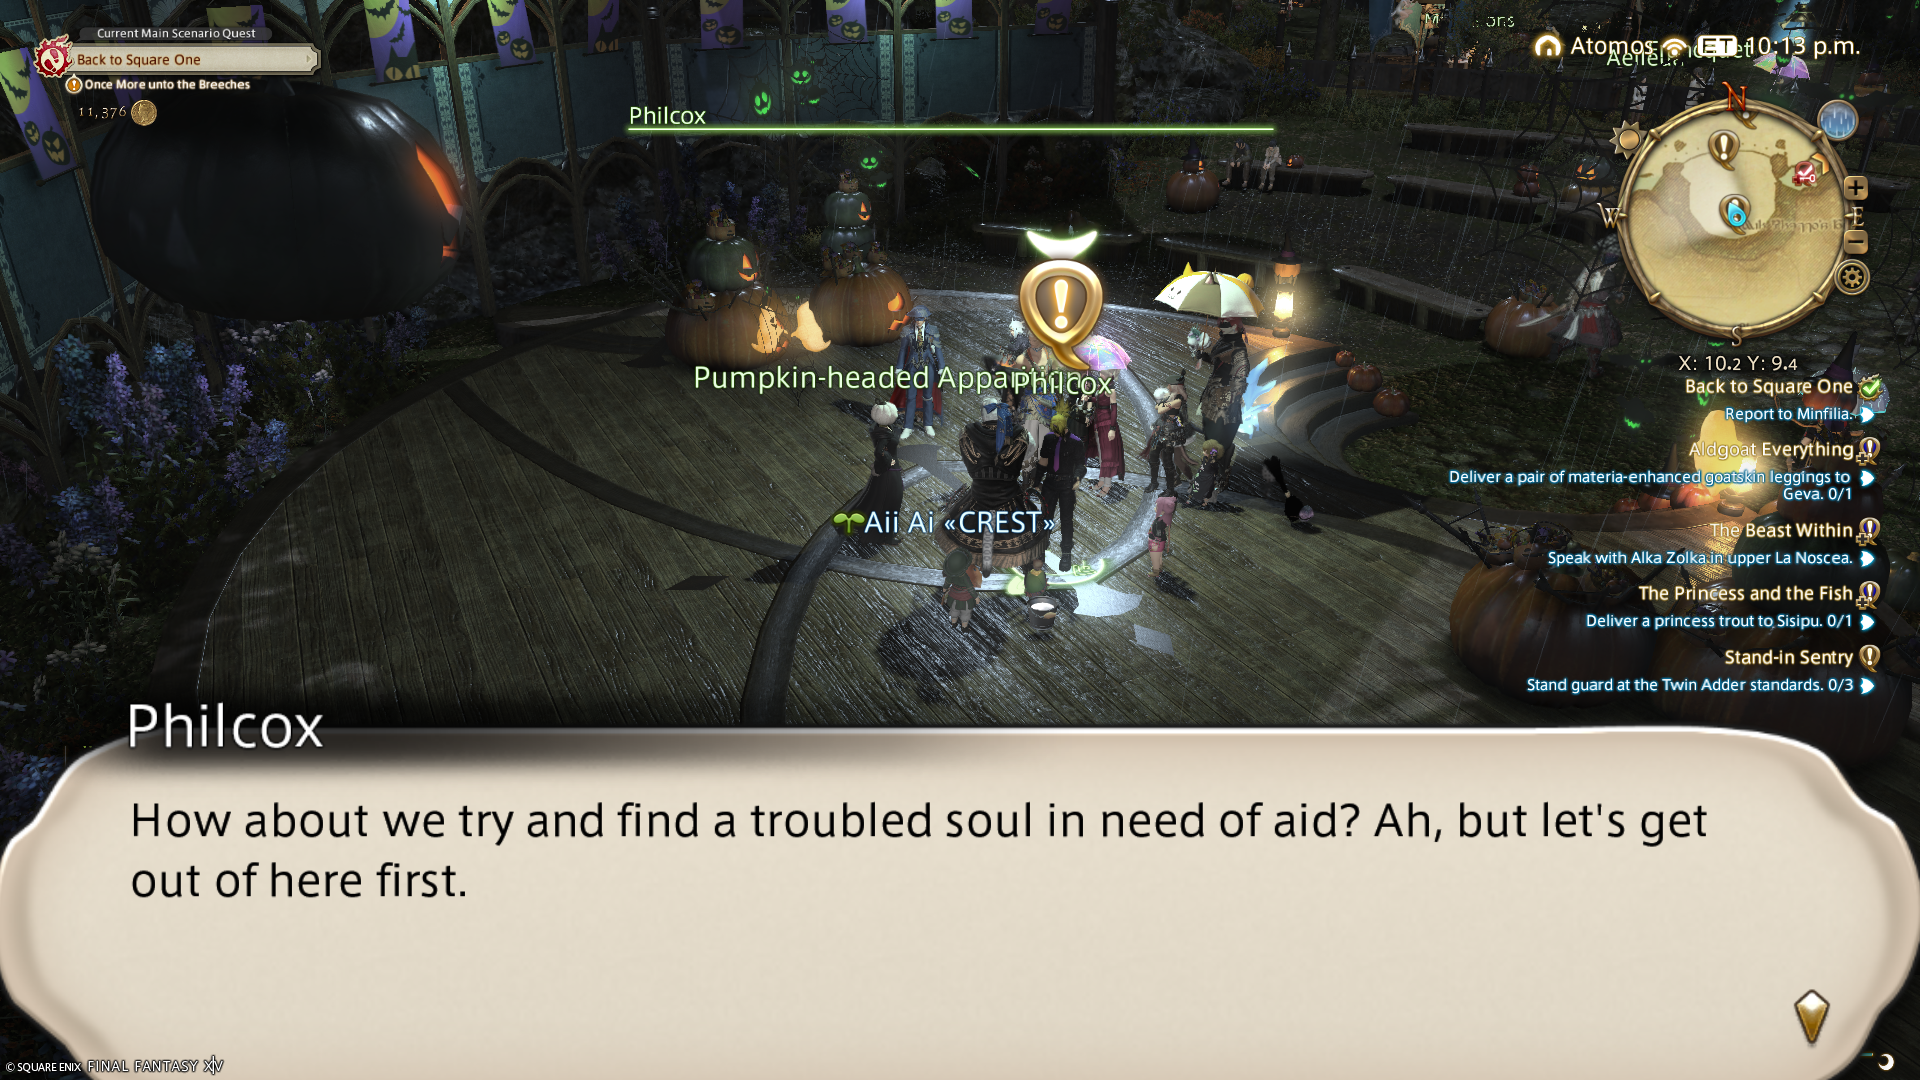 Current Main Scenario Quest
Back to Square One
Once More unto the Breeches
11,376
Philcox
Atomos ET 10:13 p.m.
N
W
E
S
X: 10.2 Y: 9.4
Back to Square One
Report to Minfilia.
Aldgoat Everything
Deliver a pair of materia-enhanced goatskin leggings to
Geva. 0/1
The Beast Within
Speak with Alka Zolka in upper La Noscea.
The Princess and the Fish
Deliver a princess trout to Sisipu. 0/1
Stand-in Sentry
Stand guard at the Twin Adder standards. 0/3
Pumpkin-headed
Philcox
Aii Ai «CREST»
Philcox
How about we try and find a troubled soul in need of aid? Ah, but let's get
out of here first.
© SQUARE ENIX FINAL FANTASY XIV